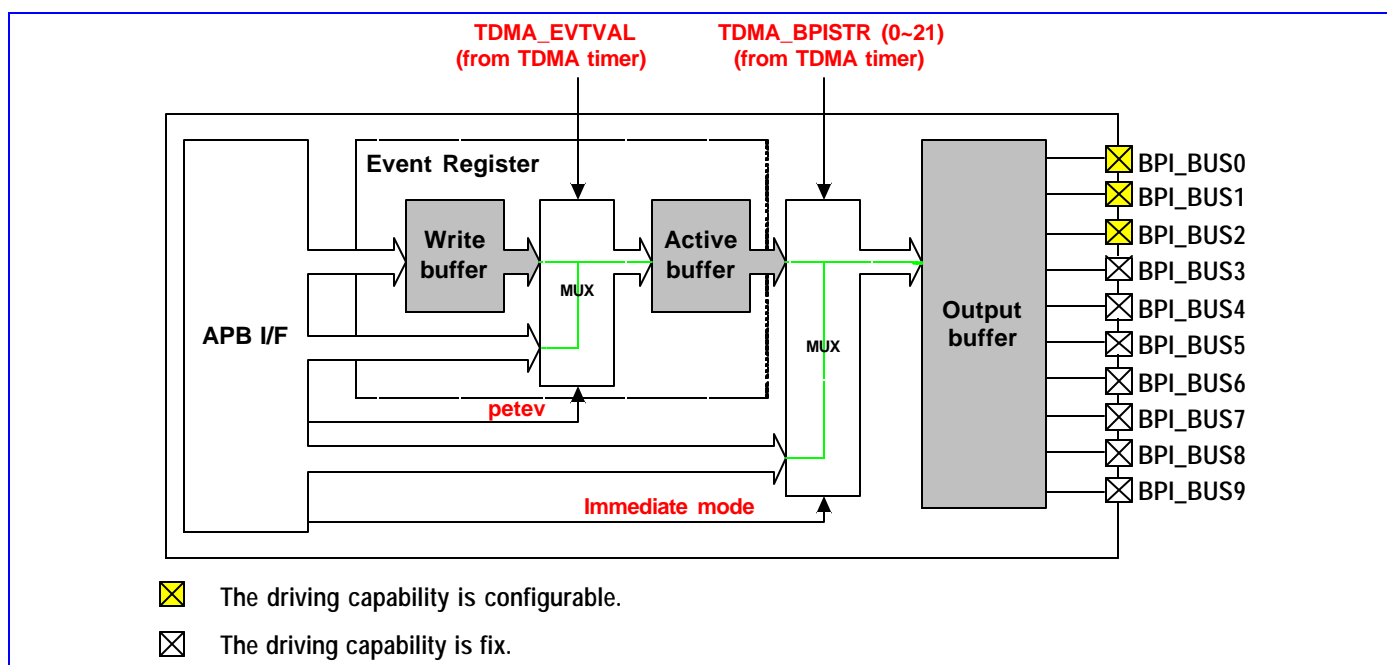 TDMA_EVTVAL
(from TDMA timer)
TDMA_BPISTR (0~21)
(from TDMA timer)
Event Register
APB I/F
Write
buffer
MUX
Active
buffer
MUX
Output
buffer
petev
Immediate mode
BPI_BUS0
BPI_BUS1
BPI_BUS2
BPI_BUS3
BPI_BUS4
BPI_BUS5
BPI_BUS6
BPI_BUS7
BPI_BUS8
BPI_BUS9
The driving capability is configurable.
The driving capability is fix.